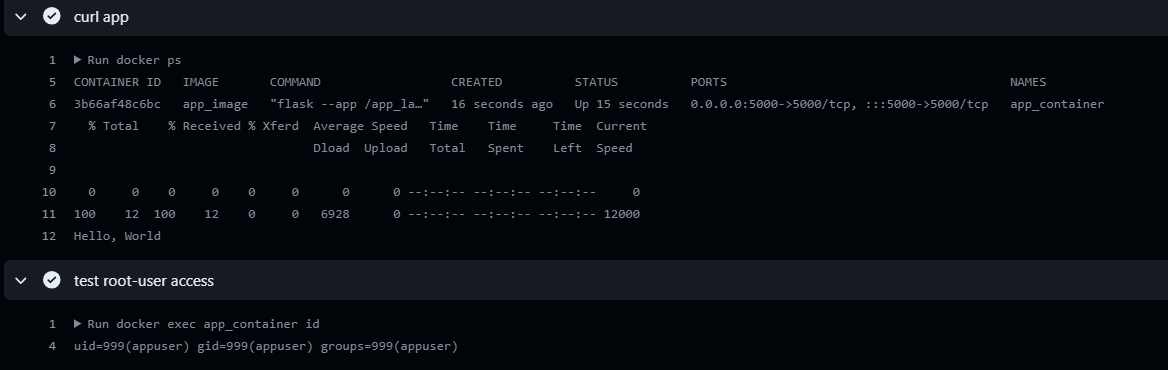 curl app
1 Run docker ps
5 CONTAINER ID IMAGE COMMAND CREATED STATUS PORTS NAMES
6 3b66af48c6bc app_image "flask --app /app_la…" 16 seconds ago Up 15 seconds 0.0.0.0:5000->5000/tcp, :::5000->5000/tcp app_container
7 % Total % Received % Xferd Average Speed Time Time Time Current
8 Dload Upload Total Spent Left Speed
9
10 0 0 0 0 0 0 0 0 --:--:-- --:--:-- --:--:-- 0
11 100 12 100 12 0 0 6928 0 --:--:-- --:--:-- --:--:-- 12000
12 Hello, World
test root-user access
1 Run docker exec app_container id
4 uid=999(appuser) gid=999(appuser) groups=999(appuser)